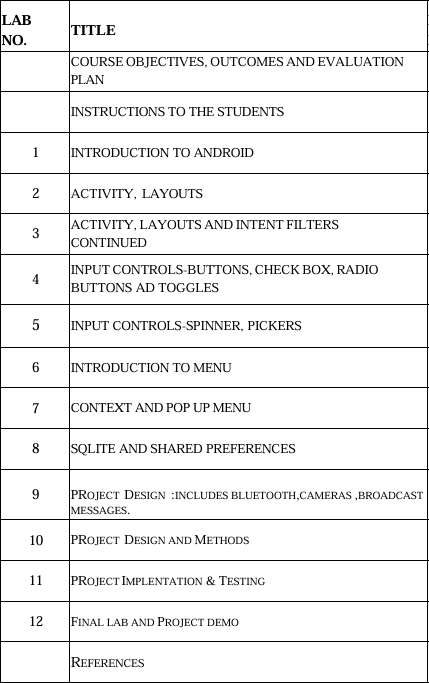 LAB
NO.
TITLE
COURSE OBJECTIVES, OUTCOMES AND EVALUATION
PLAN
INSTRUCTIONS TO THE STUDENTS
1 INTRODUCTION TO ANDROID
2 ACTIVITY, LAYOUTS
3 ACTIVITY, LAYOUTS AND INTENT FILTERS
CONTINUED
4 INPUT CONTROLS-BUTTONS, CHECK BOX, RADIO
BUTTONS AD TOGGLES
5 INPUT CONTROLS-SPINNER, PICKERS
6 INTRODUCTION TO MENU
7 CONTEXT AND POP UP MENU
8 SQLITE AND SHARED PREFERENCES
9 PROJECT DESIGN :INCLUDES BLUETOOTH,CAMERAS ,BROADCAST
MESSAGES.
10 PROJECT DESIGN AND METHODS
11 PROJECT IMPLENTATION & TESTING
12 FINAL LAB AND PROJECT DEMO
REFERENCES